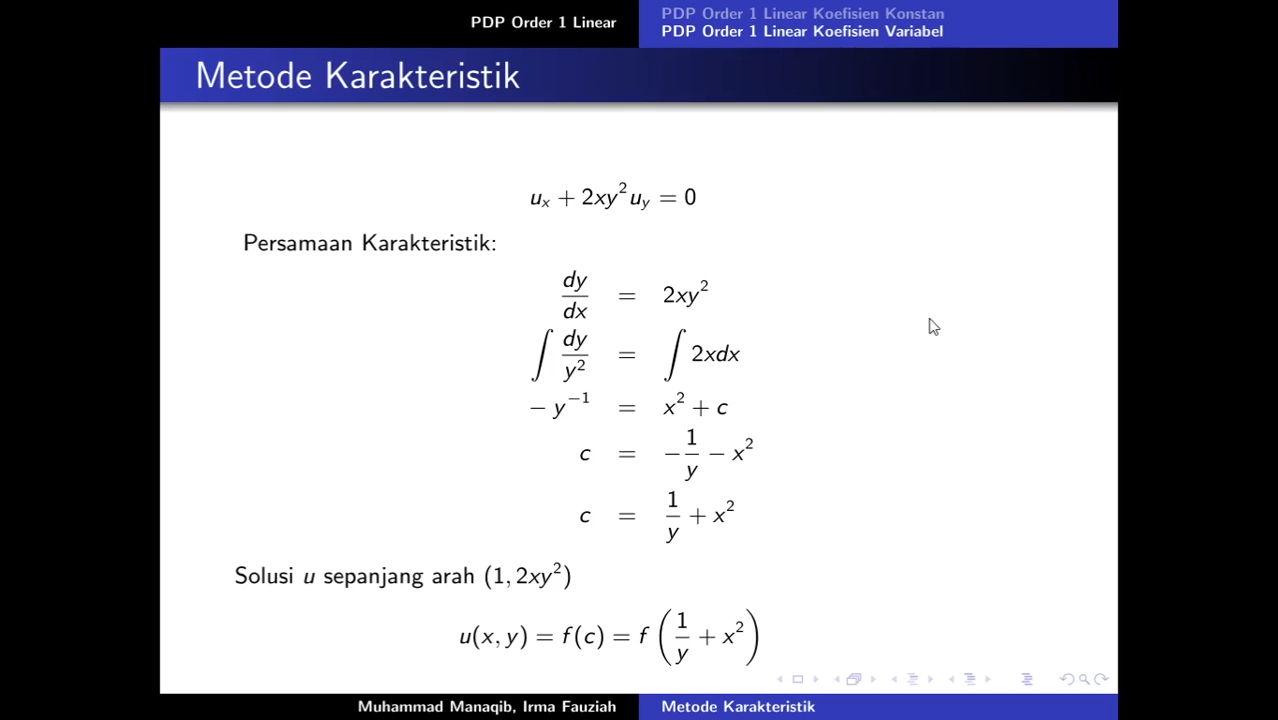 PDP Order 1 Linear
PDP Order 1 Linear Koefisien Konstan
PDP Order 1 Linear Koefisien Variabel
Metode Karakteristik
uₓ + 2xy²u_y = 0
Persamaan Karakteristik:
dy/dx = 2xy²
∫ dy/y² = ∫ 2xdx
− y⁻¹ = x² + c
c = −1/y − x²
c = 1/y + x²
Solusi u sepanjang arah (1, 2xy²)
u(x, y) = f(c) = f(1/y + x²)
Muhammad Manaqib, Irma Fauziah
Metode Karakteristik